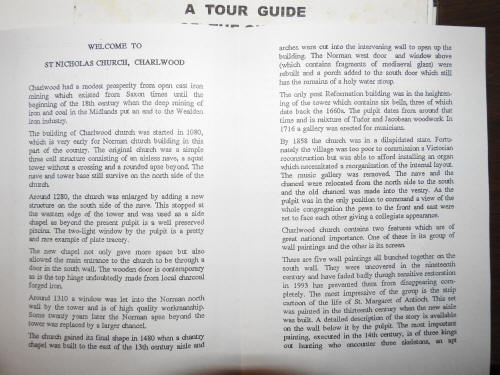 A TOUR GUIDE
WELCOME TO
ST NICHOLAS CHURCH, CHARLWOOD
Charlwood had a modest prosperity from open cast iron
mining which existed from Saxon times until the
beginning of the 18th century when the deep mining of
iron and coal in the Midlands put an end to the Wealden
iron industry.
The building of Charlwood church was started in 1080,
which is very early for Norman church building in this
part of the country. The original church was a simple
three cell structure consisting of an aisleless nave, a squat
tower without a crossing and a rounded apse beyond. The
nave and tower base still survive on the north side of the
church.
Around 1280, the church was enlarged by adding a new
structure on the south side of the nave. This stopped at
the western edge of the tower and was used as a side
chapel as beyond the present pulpit is a well preserved
piscina. The two-light window by the pulpit is a pretty
and rare example of plate tracery.
The new chapel not only gave more space but also
allowed the main entrance to the church to be through a
door in the south wall. The wooden door is contemporary
as is the top hinge undoubtedly made from local charcoal
forged iron.
Around 1310 a window was let into the Norman north
wall by the tower and is of high quality workmanship.
Some twenty years later the Norman apse beyond the
tower was replaced by a larger chancel.
The church gained its final shape in 1480 when a chantry
chapel was built to the east of the 13th century aisle and
arches were cut into the intervening wall to open up the
building. The Norman west door and window above
(which contains fragments of mediaeval glass) were
rebuilt and a porch added to the south door which still
has the remains of a holy water stoup.
The only post Reformation building was in the heighten-
ing of the tower which contains six bells, three of which
date back the 1660s. The pulpit dates from around that
time and is mixture of Tudor and Jacobean woodwork. In
1716 a gallery was erected for musicians.
By 1858 the church was in a dilapidated state. Fortu-
nately the village was too poor to commission a Victorian
reconstruction but was able to afford installing an organ
which necessitated a reorganisation of the internal layout.
The music gallery was removed. The nave and the
chancel were relocated from the north side to the south
and the old chancel was made into the vestry. As the
pulpit was the only position to command a view of the
whole congregation the pews to the front and east were
set to face each other giving a collegiate appearance.
Charlwood church contains two features which are of
great national importance. One of these is its group of
wall paintings and the other is its screen.
There are five wall paintings all bunched together on the
south wall. They were uncovered in nineteenth
century and have faded badly though sensitive restoration
in 1993 has prevented them from disappearing com-
pletely. The most impressive of the group is the strip
cartoon of the life of St. Margaret of Antioch. This set
was painted in the thirteenth century when the new aisle
was built. A detailed description of the story is available
on the wall below it by the pulpit. The most important
painting, executed in the 14th century, is of three kings
out hunting who encounter three skeletons, an apt